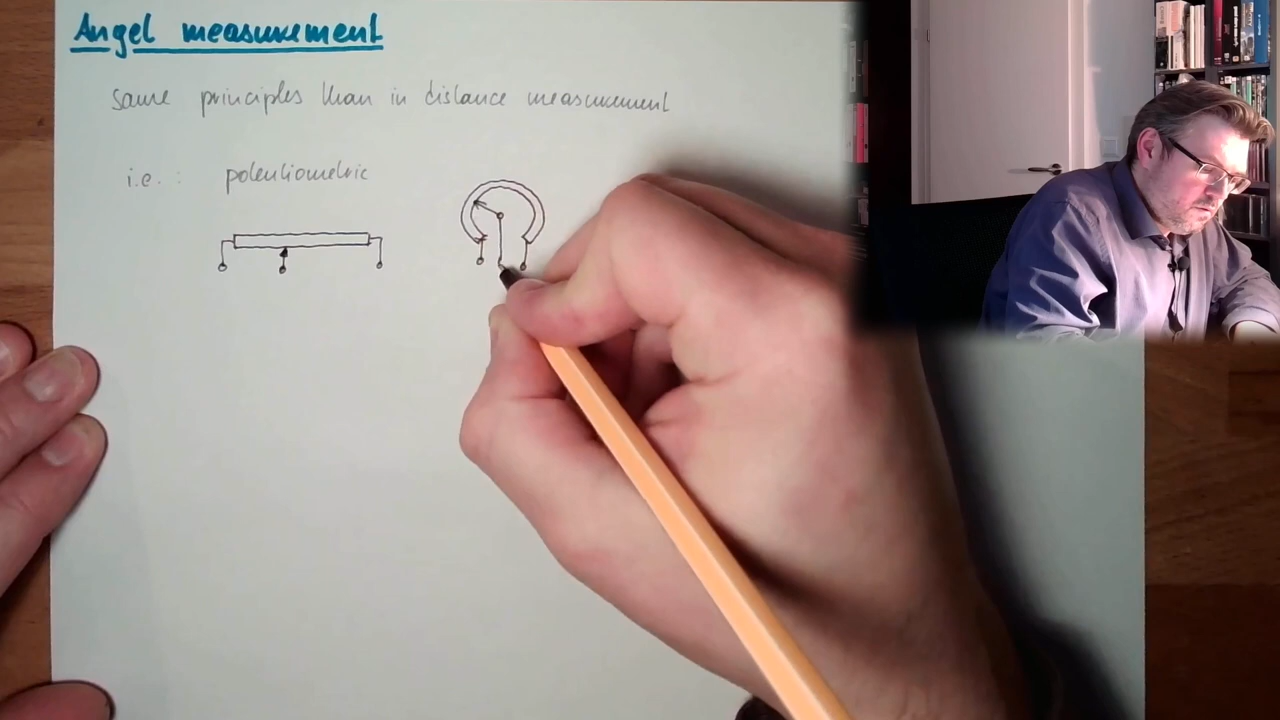 Angel measurement
same principles than in distance measurement
i.e.: potentiometric